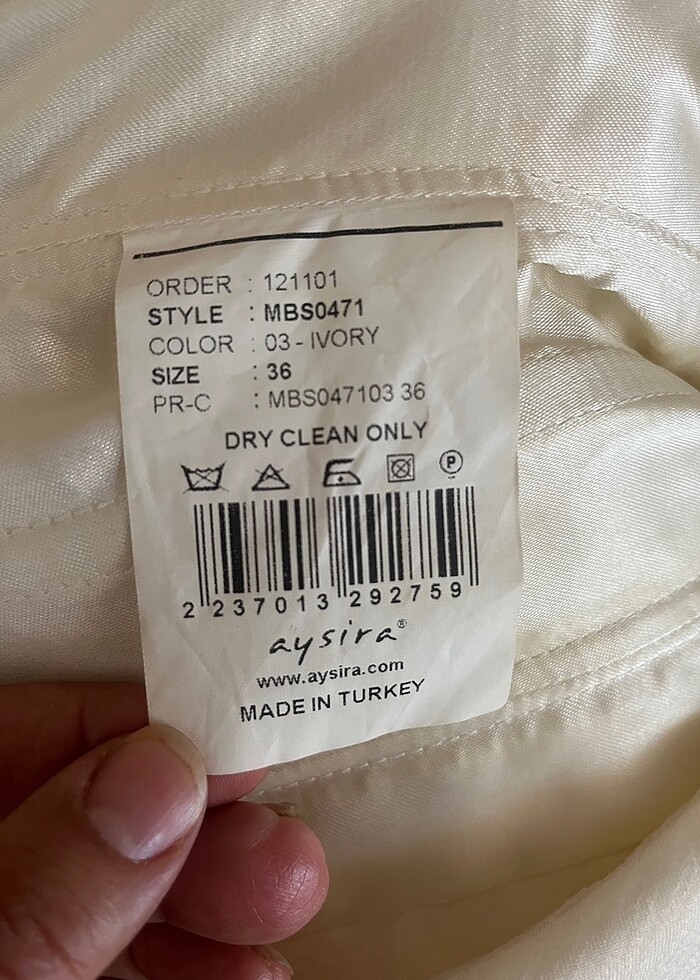 ORDER : 121101
STYLE : MBS0471
COLOR : 03 - IVORY
SIZE : 36
PR-C : MBS047103 36
DRY CLEAN ONLY
P
2 237013 292759
aysira®
www.aysira.com
MADE IN TURKEY